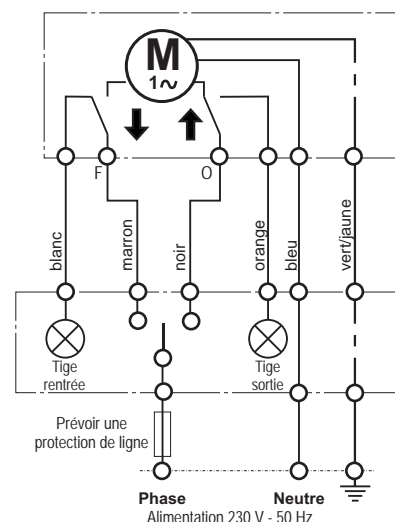 M
1~
F
O
blanc
marron
noir
orange
bleu
vert/jaune
Tige
rentrée
Tige
sortie
Prévoir une
protection de ligne
Phase
Neutre
Alimentation 230 V - 50 Hz